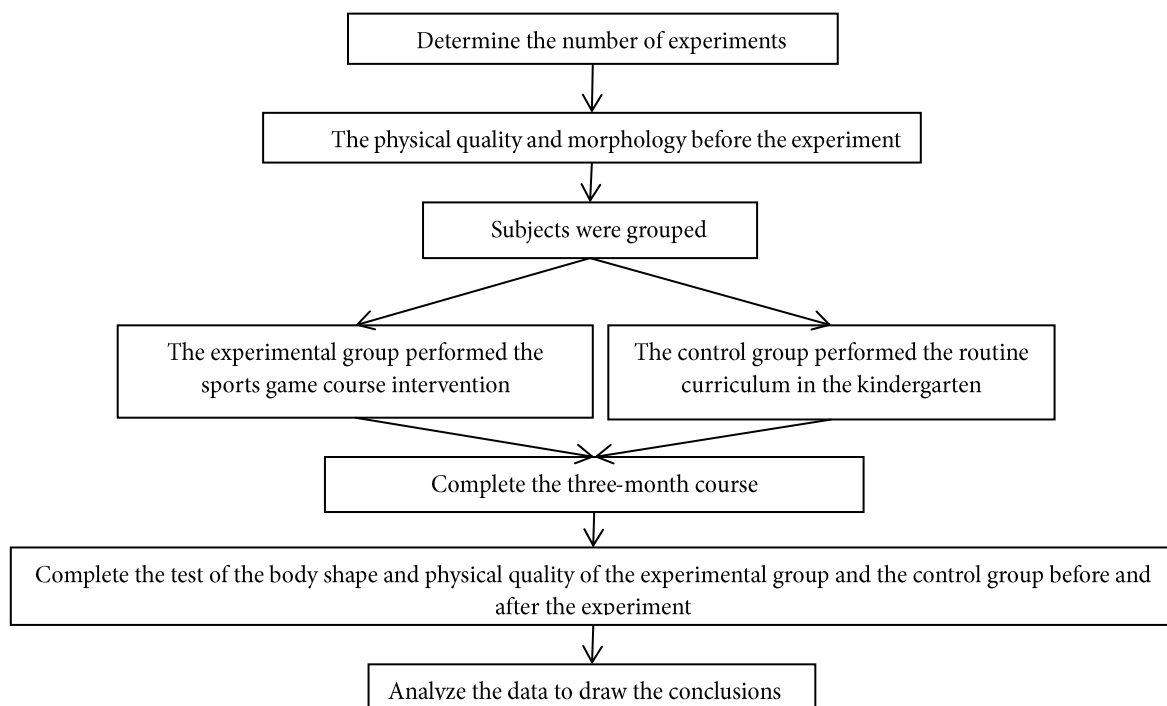 Determine the number of experiments
The physical quality and morphology before the experiment
Subjects were grouped
The experimental group performed the
sports game course intervention
The control group performed the routine
curriculum in the kindergarten
Complete the three-month course
Complete the test of the body shape and physical quality of the experimental group and the control group before and
after the experiment
Analyze the data to draw the conclusions